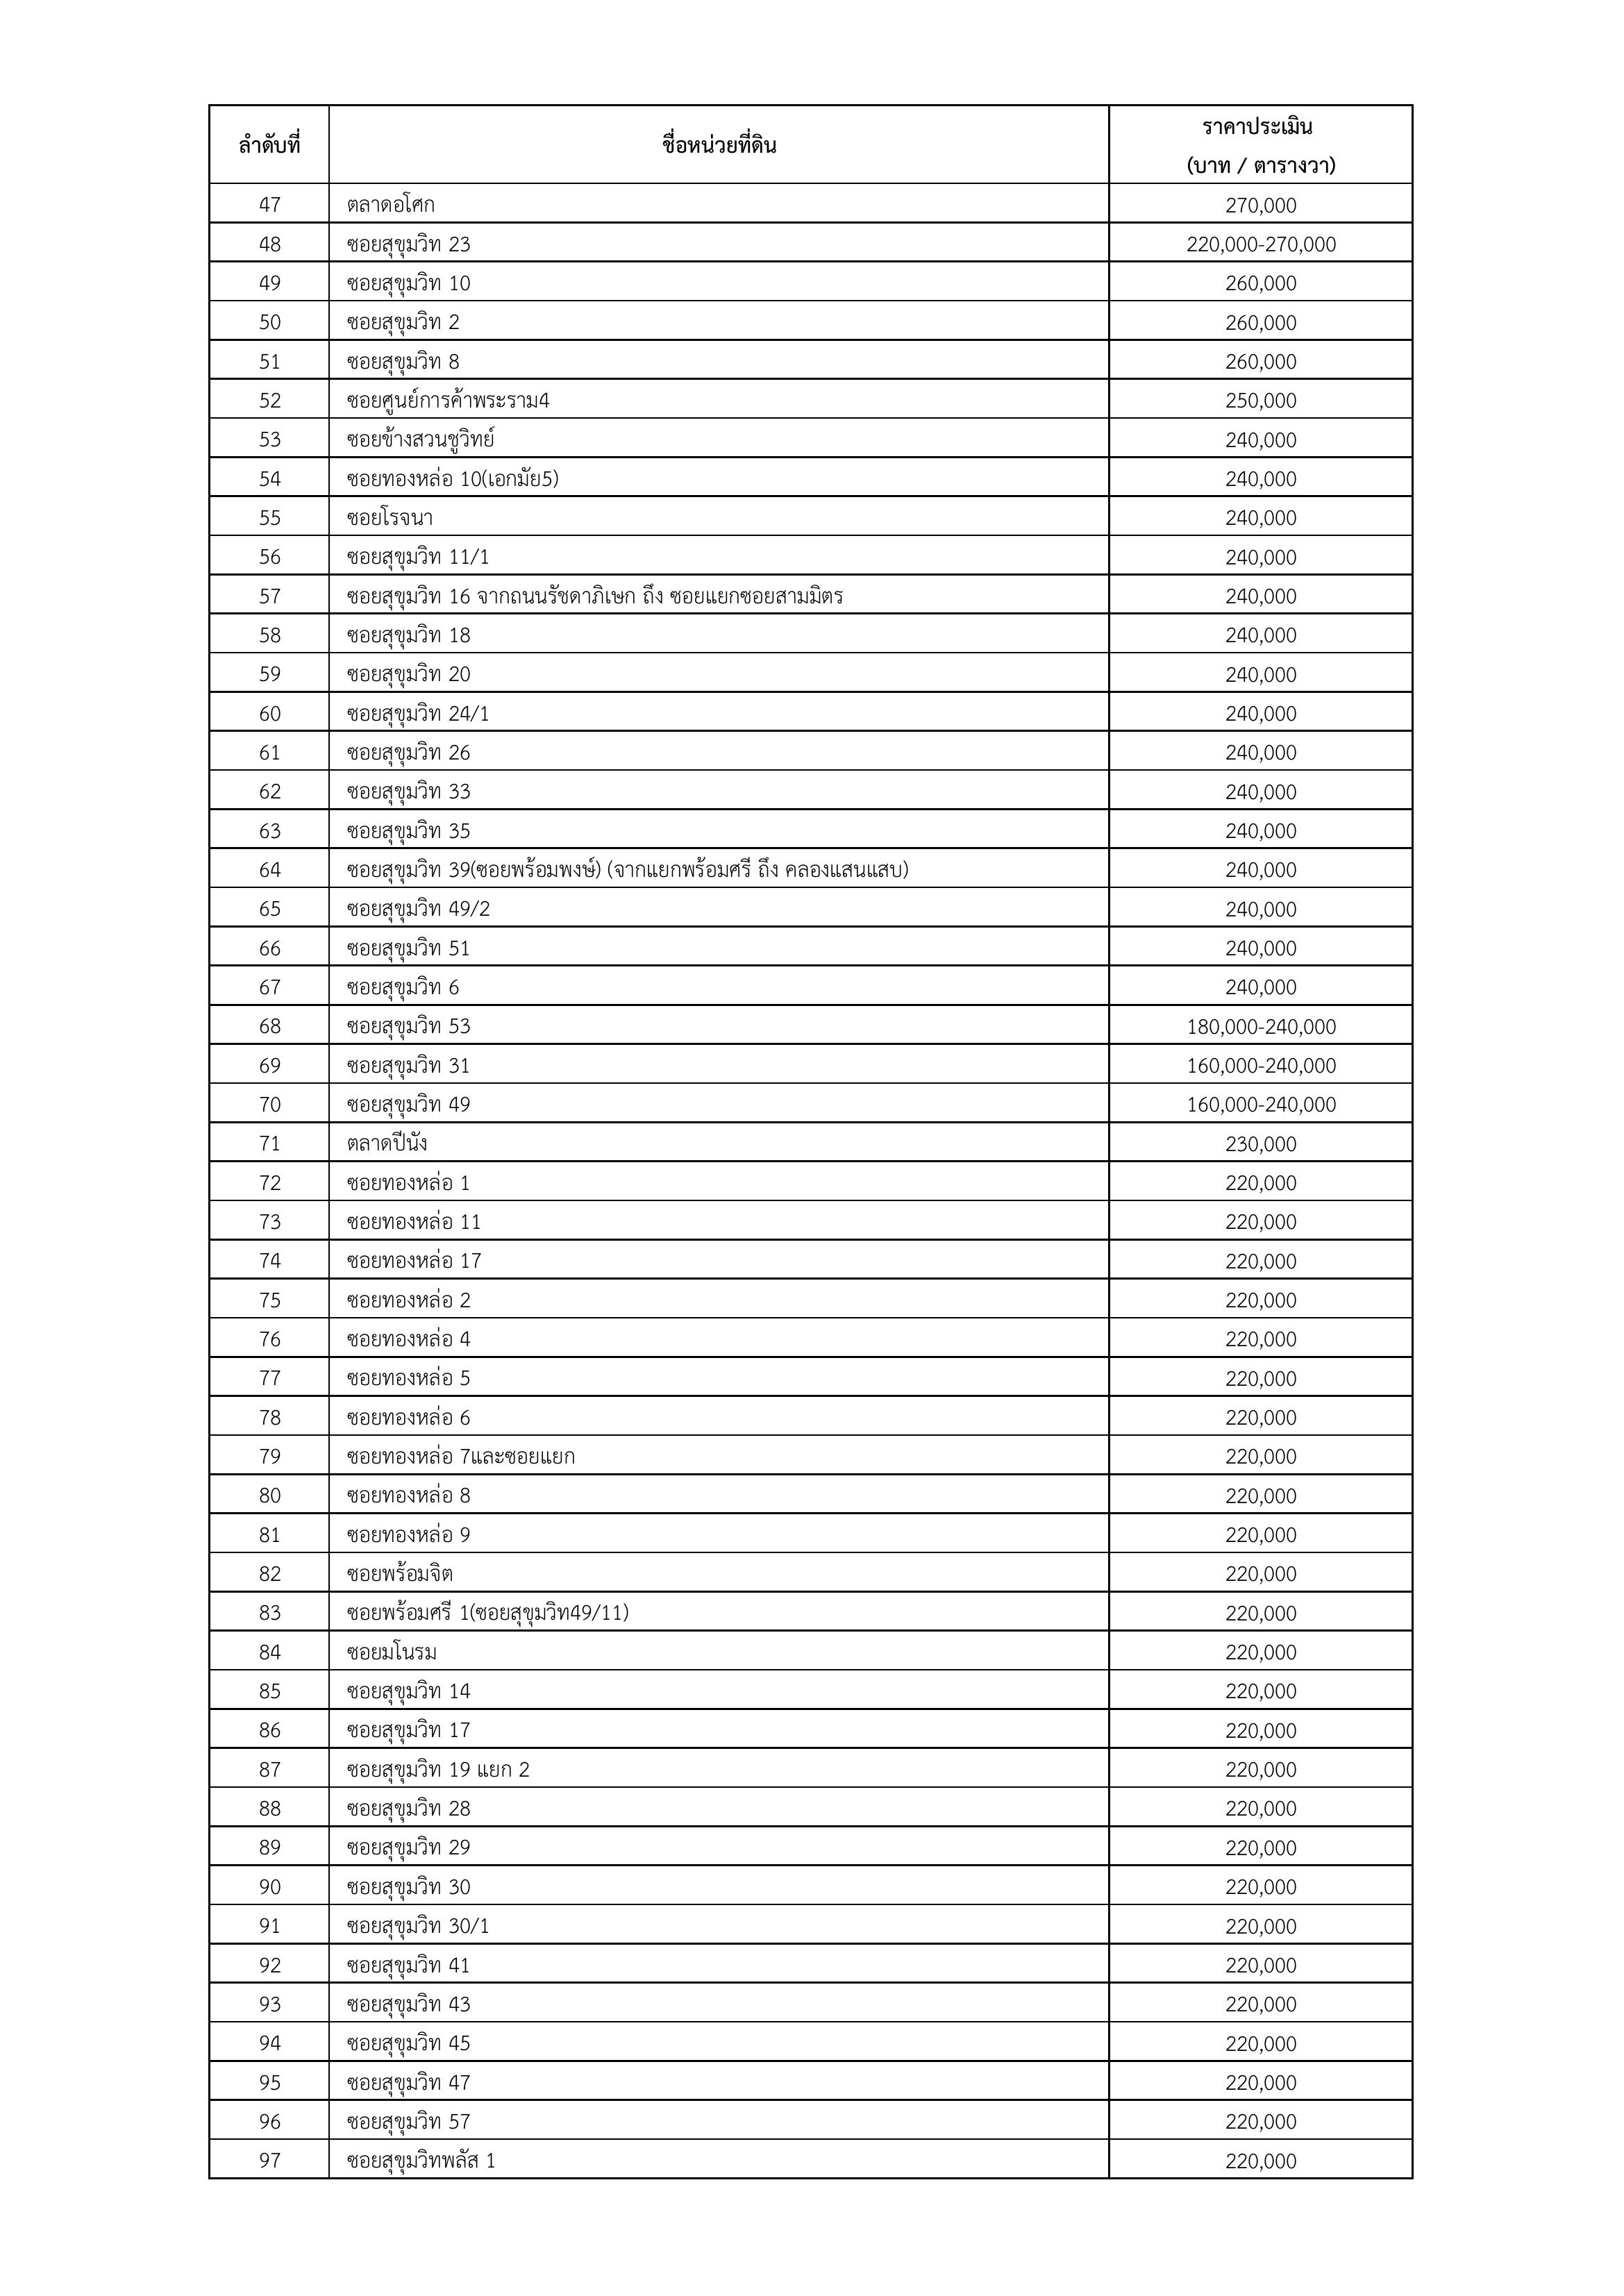 ลำดับที่ ชื่อหน่วยที่ดิน ราคาประเมิน
(บาท / ตารางวา)
47 ตลาดอโศก 270,000
48 ซอยสุขุมวิท 23 220,000-270,000
49 ซอยสุขุมวิท 10 260,000
50 ซอยสุขุมวิท 2 260,000
51 ซอยสุขุมวิท 8 260,000
52 ซอยศูนย์การค้าพระราม4 250,000
53 ซอยข้างสวนชูวิทย์ 240,000
54 ซอยทองหล่อ 10(เอกมัย5) 240,000
55 ซอยโรจนา 240,000
56 ซอยสุขุมวิท 11/1 240,000
57 ซอยสุขุมวิท 16 จากถนนรัชดาภิเษก ถึง ซอยแยกซอยสามมิตร 240,000
58 ซอยสุขุมวิท 18 240,000
59 ซอยสุขุมวิท 20 240,000
60 ซอยสุขุมวิท 24/1 240,000
61 ซอยสุขุมวิท 26 240,000
62 ซอยสุขุมวิท 33 240,000
63 ซอยสุขุมวิท 35 240,000
64 ซอยสุขุมวิท 39(ซอยพร้อมพงษ์) (จากแยกพร้อมศรี ถึง คลองแสนแสบ) 240,000
65 ซอยสุขุมวิท 49/2 240,000
66 ซอยสุขุมวิท 51 240,000
67 ซอยสุขุมวิท 6 240,000
68 ซอยสุขุมวิท 53 180,000-240,000
69 ซอยสุขุมวิท 31 160,000-240,000
70 ซอยสุขุมวิท 49 160,000-240,000
71 ตลาดปีนัง 230,000
72 ซอยทองหล่อ 1 220,000
73 ซอยทองหล่อ 11 220,000
74 ซอยทองหล่อ 17 220,000
75 ซอยทองหล่อ 2 220,000
76 ซอยทองหล่อ 4 220,000
77 ซอยทองหล่อ 5 220,000
78 ซอยทองหล่อ 6 220,000
79 ซอยทองหล่อ 7และซอยแยก 220,000
80 ซอยทองหล่อ 8 220,000
81 ซอยทองหล่อ 9 220,000
82 ซอยพร้อมจิต 220,000
83 ซอยพร้อมศรี 1(ซอยสุขุมวิท49/11) 220,000
84 ซอยมโนรม 220,000
85 ซอยสุขุมวิท 14 220,000
86 ซอยสุขุมวิท 17 220,000
87 ซอยสุขุมวิท 19 แยก 2 220,000
88 ซอยสุขุมวิท 28 220,000
89 ซอยสุขุมวิท 29 220,000
90 ซอยสุขุมวิท 30 220,000
91 ซอยสุขุมวิท 30/1 220,000
92 ซอยสุขุมวิท 41 220,000
93 ซอยสุขุมวิท 43 220,000
94 ซอยสุขุมวิท 45 220,000
95 ซอยสุขุมวิท 47 220,000
96 ซอยสุขุมวิท 57 220,000
97 ซอยสุขุมวิทพลัส 1 220,000